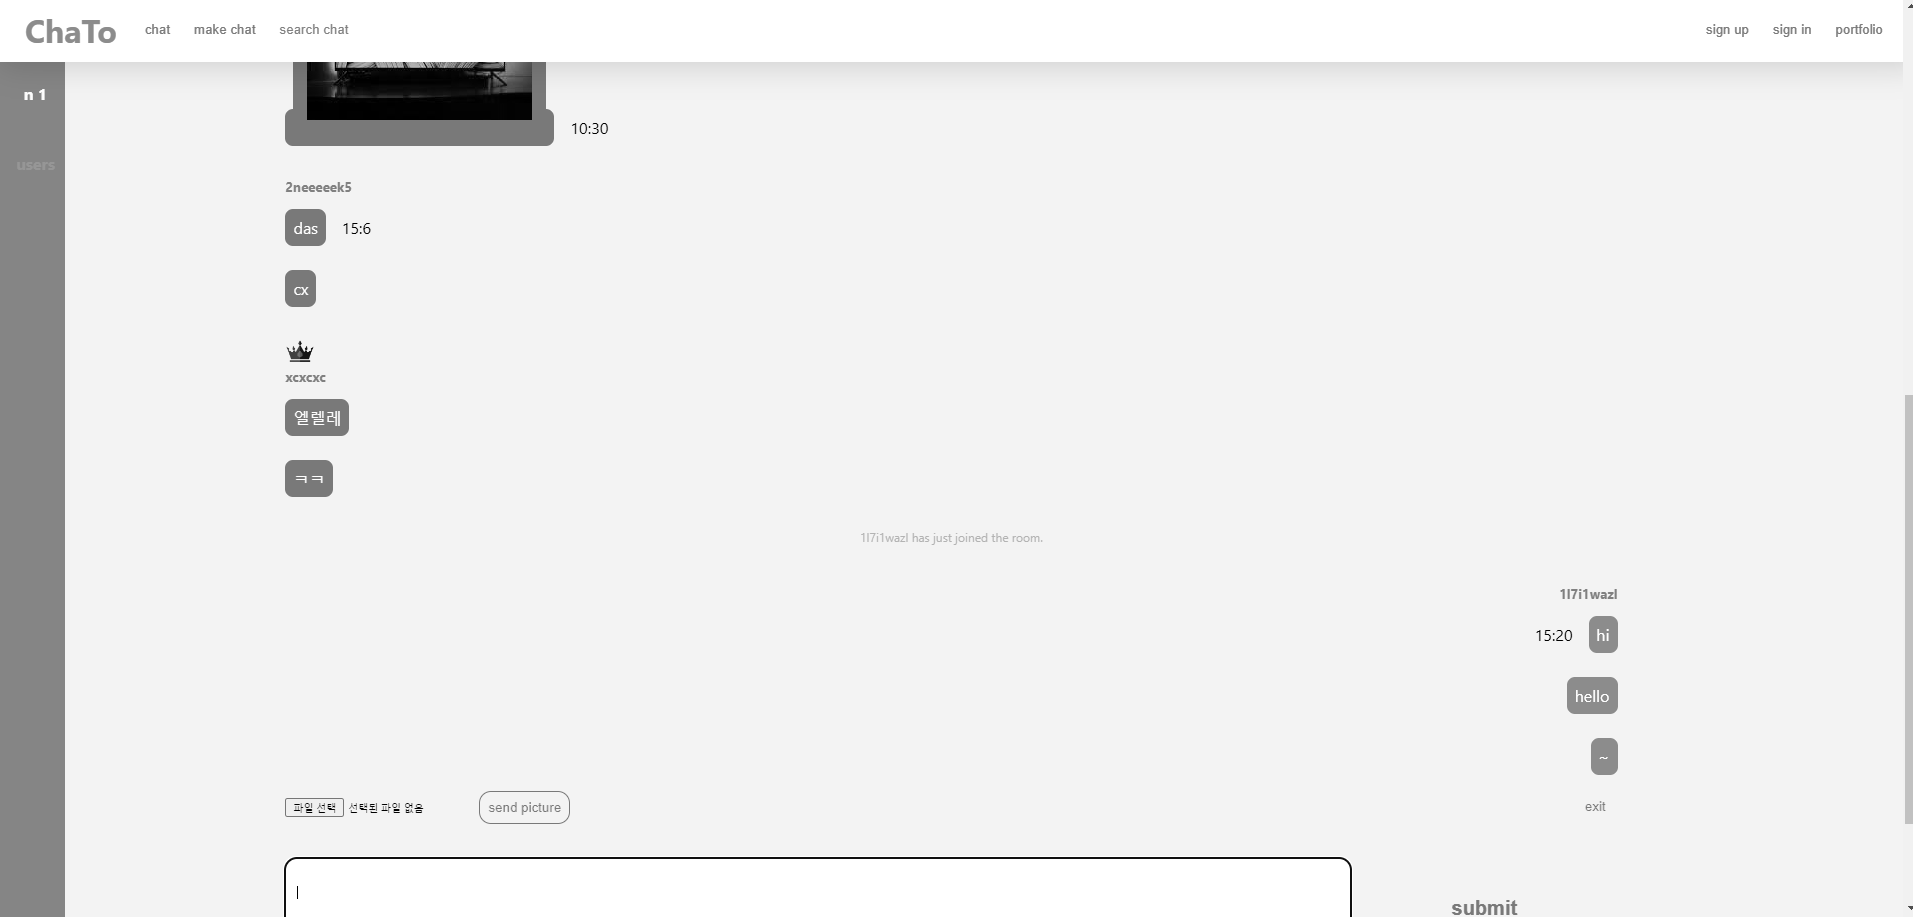 ChaTo chat make chat search chat sign up sign in portfolio
n 1
users
10:30
2neeeeek5
das 15:6
cx
xcxcxc
엘렐레
ㅋㅋ
1l7i1wazl has just joined the room.
1l7i1wazl
15:20 hi
hello
~
파일 선택 선택된 파일 없음 send picture exit
submit